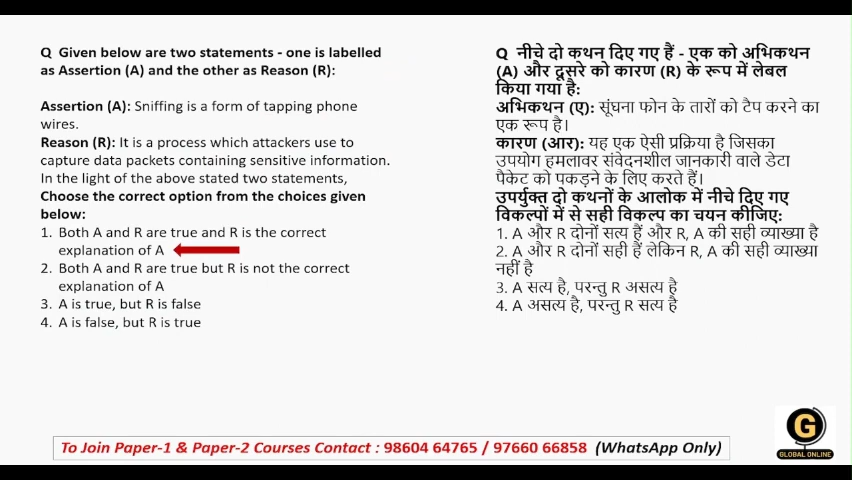 Q Given below are two statements - one is labelled
as Assertion (A) and the other as Reason (R):
Assertion (A): Sniffing is a form of tapping phone
wires.
Reason (R): It is a process which attackers use to
capture data packets containing sensitive information.
In the light of the above stated two statements,
Choose the correct option from the choices given
below:
1. Both A and R are true and R is the correct
explanation of A
2. Both A and R are true but R is not the correct
explanation of A
3. A is true, but R is false
4. A is false, but R is true
Q नीचे दो कथन दिए गए हैं - एक को अभिकथन
(A) और दूसरे को कारण (R) के रूप में लेबल
किया गया है:
अभिकथन (ए): सूंघना फोन के तारों को टैप करने का
एक रूप है।
कारण (आर): यह एक ऐसी प्रक्रिया है जिसका
उपयोग हमलावर संवेदनशील जानकारी वाले डेटा
पैकेट को पकड़ने के लिए करते हैं।
उपर्युक्त दो कथनों के आलोक में नीचे दिए गए
विकल्पों में से सही विकल्प का चयन कीजिए:
1. A और R दोनों सत्य हैं और R, A की सही व्याख्या है
2. A और R दोनों सही हैं लेकिन R, A की सही व्याख्या
नहीं है
3. A सत्य है, परन्तु R असत्य है
4. A असत्य है, परन्तु R सत्य है
To Join Paper-1 & Paper-2 Courses Contact : 98604 64765 / 97660 66858 (WhatsApp Only)
G
GLOBAL ONLINE